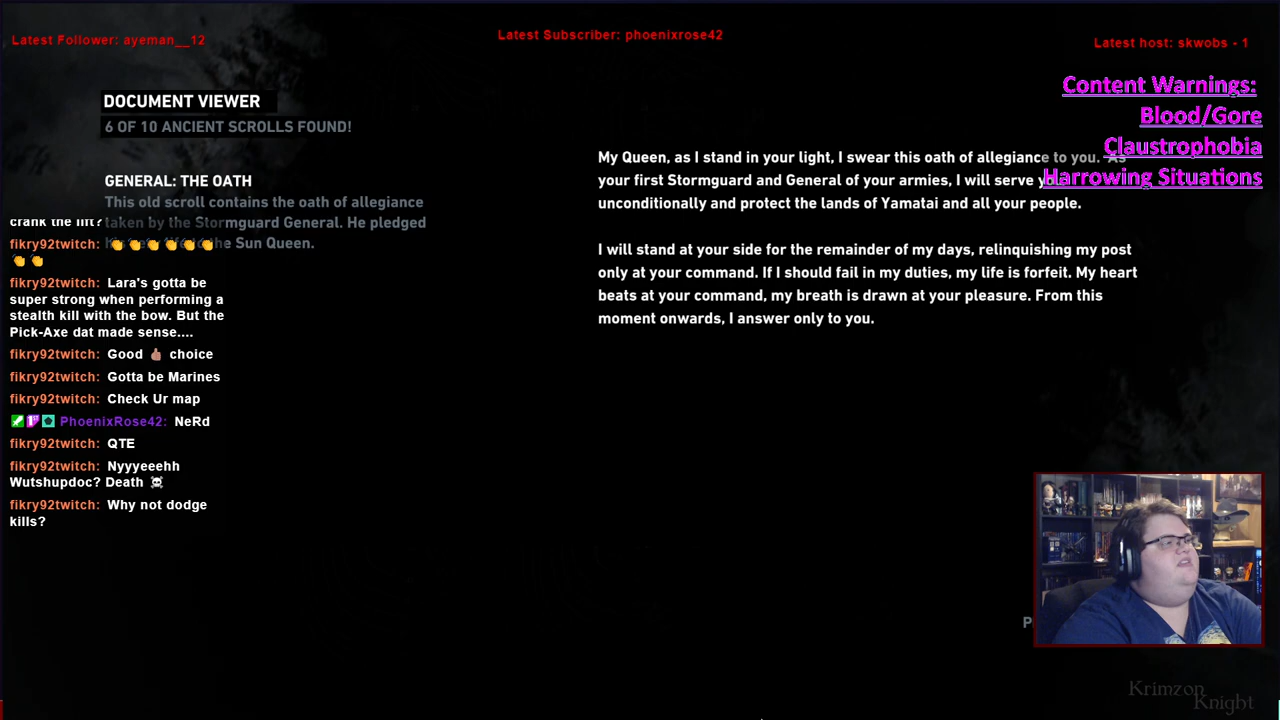 Latest Follower: ayeman__12
Latest Subscriber: phoenixrose42
Latest host: skwobs - 1
Content Warnings:
Blood/Gore
Claustrophobia
Harrowing Situations
DOCUMENT VIEWER
6 OF 10 ANCIENT SCROLLS FOUND!
GENERAL: THE OATH
This old scroll contains the oath of allegiance
taken by the Stormguard General. He pledged
the Sun Queen.
My Queen, as I stand in your light, I swear this oath of allegiance to you. As
your first Stormguard and General of your armies, I will serve you
unconditionally and protect the lands of Yamatai and all your people.
I will stand at your side for the remainder of my days, relinquishing my post
only at your command. If I should fail in my duties, my life is forfeit. My heart
beats at your command, my breath is drawn at your pleasure. From this
moment onwards, I answer only to you.
crank the lift?
fikry92twitch: 👏 👏 👏 👏 👏 👏
👏 👏
fikry92twitch: Lara's gotta be
super strong when performing a
stealth kill with the bow. But the
Pick-Axe dat made sense....
fikry92twitch: Good 👍🏽 choice
fikry92twitch: Gotta be Marines
fikry92twitch: Check Ur map
PhoenixRose42: NeRd
fikry92twitch: QTE
fikry92twitch: Nyyyeeehh
Wutshupdoc? Death ☠
fikry92twitch: Why not dodge
kills?
Krimzon
Knight